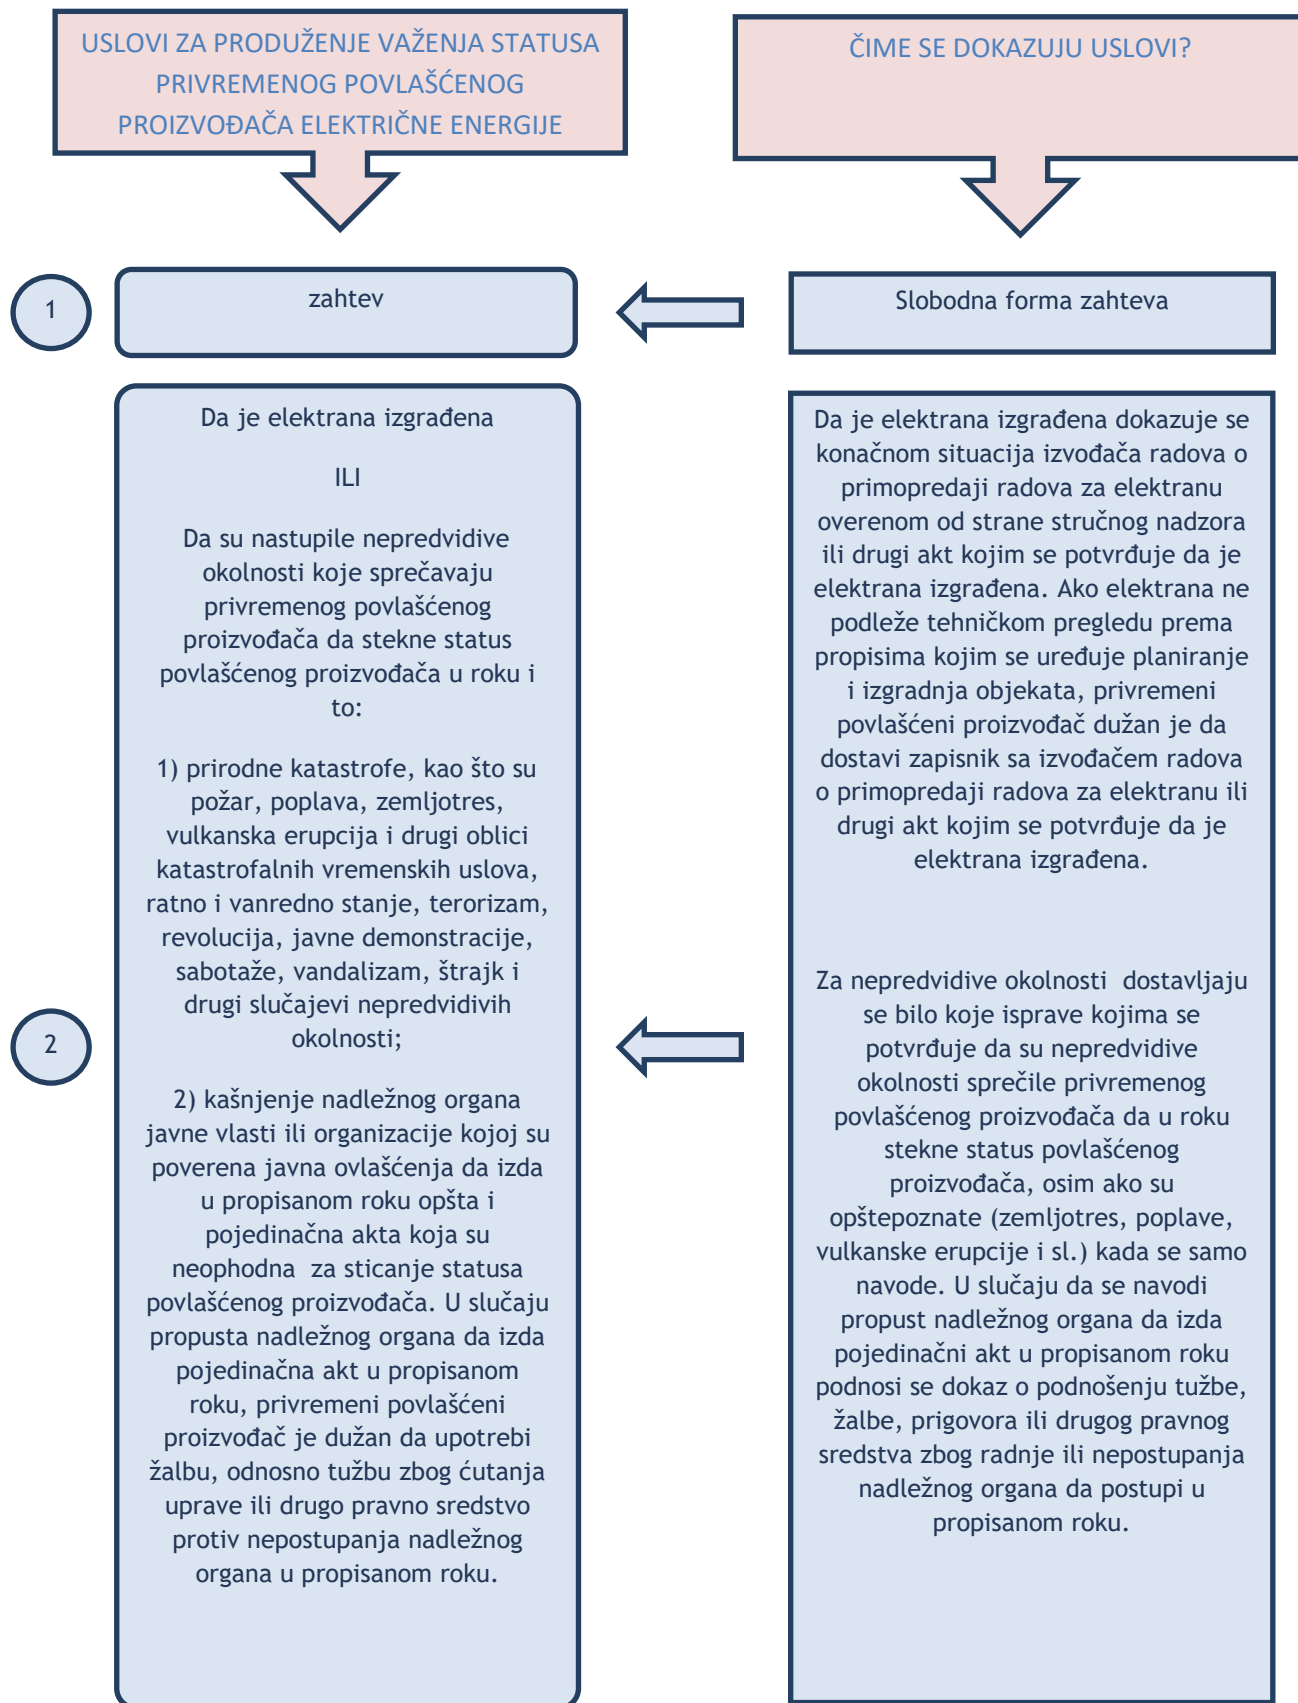 USLOVI ZA PRODUŽENJE VAŽENJA STATUSA
PRIVREMENOG POVLAŠĆENOG
PROIZVOĐAČA ELEKTRIČNE ENERGIJE
ČIME SE DOKAZUJU USLOVI?
1
zahtev
Slobodna forma zahteva
2
Da je elektrana izgrađena
ILI
Da su nastupile nepredvidive
okolnosti koje sprečavaju
privremenog povlašćenog
proizvođača da stekne status
povlašćenog proizvođača u roku i
to:
1) prirodne katastrofe, kao što su
požar, poplava, zemljotres,
vulkanska erupcija i drugi oblici
katastrofalnih vremenskih uslova,
ratno i vanredno stanje, terorizam,
revolucija, javne demonstracije,
sabotaže, vandalizam, štrajk i
drugi slučajevi nepredvidivih
okolnosti;
2) kašnjenje nadležnog organa
javne vlasti ili organizacije kojoj su
poverena javna ovlašćenja da izda
u propisanom roku opšta i
pojedinačna akta koja su
neophodna za sticanje statusa
povlašćenog proizvođača. U slučaju
propusta nadležnog organa da izda
pojedinačna akt u propisanom
roku, privremeni povlašćeni
proizvođač je dužan da upotrebi
žalbu, odnosno tužbu zbog ćutanja
uprave ili drugo pravno sredstvo
protiv nepostupanja nadležnog
organa u propisanom roku.
Da je elektrana izgrađena dokazuje se
konačnom situacija izvođača radova o
primopredaji radova za elektranu
overenom od strane stručnog nadzora
ili drugi akt kojim se potvrđuje da je
elektrana izgrađena. Ako elektrana ne
podleže tehničkom pregledu prema
propisima kojim se uređuje planiranje
i izgradnja objekata, privremeni
povlašćeni proizvođač dužan je da
dostavi zapisnik sa izvođačem radova
o primopredaji radova za elektranu ili
drugi akt kojim se potvrđuje da je
elektrana izgrađena.
Za nepredvidive okolnosti dostavljaju
se bilo koje isprave kojima se
potvrđuje da su nepredvidive
okolnosti sprečile privremenog
povlašćenog proizvođača da u roku
stekne status povlašćenog
proizvođača, osim ako su
opštepoznate (zemljotres, poplave,
vulkanske erupcije i sl.) kada se samo
navode. U slučaju da se navodi
propust nadležnog organa da izda
pojedinačni akt u propisanom roku
podnosi se dokaz o podnošenju tužbe,
žalbe, prigovora ili drugog pravnog
sredstva zbog radnje ili nepostupanja
nadležnog organa da postupi u
propisanom roku.